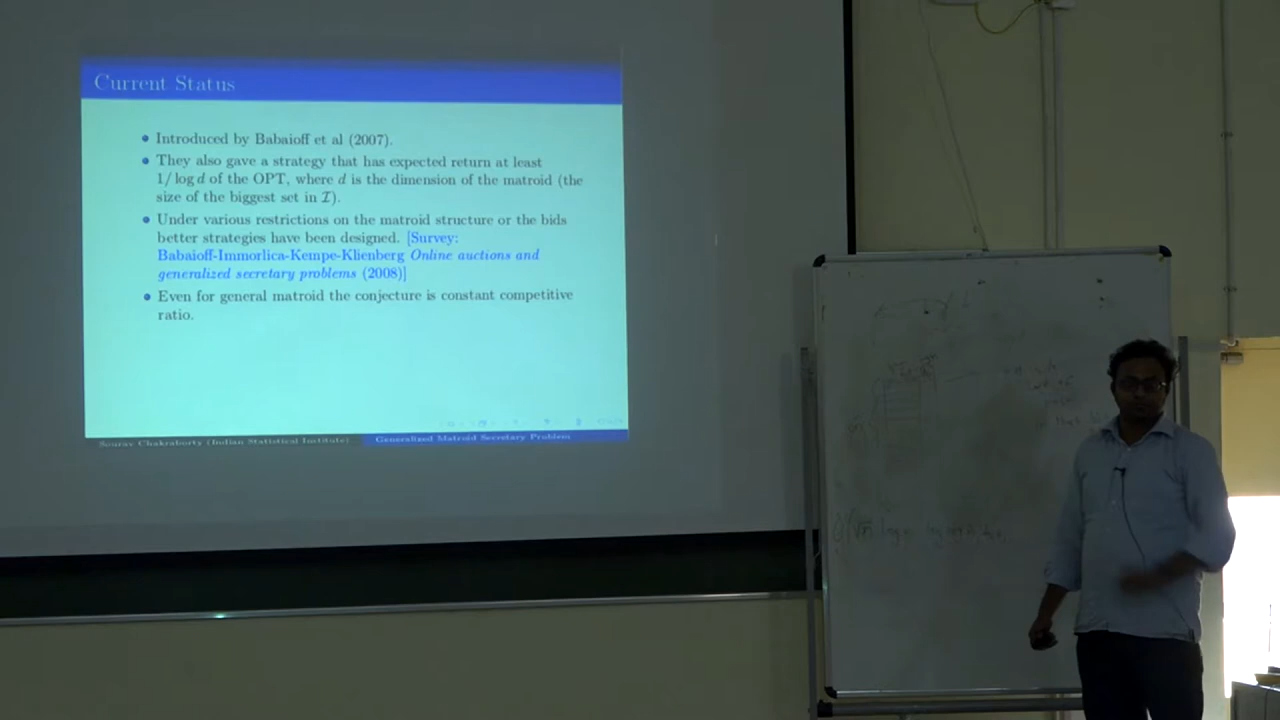 Current Status
Introduced by Babaioff et al (2007).
They also gave a strategy that has expected return at least
1/ log d of the OPT, where d is the dimension of the matroid (the
size of the biggest set in I).
Under various restrictions on the matroid structure or the bids
better strategies have been designed. [Survey:
Babaioff-Immorlica-Kempe-Klienberg Online auctions and
generalized secretary problems (2008)]
Even for general matroid the conjecture is constant competitive
ratio.
Sourav Chakraborty (Indian Statistical Institute)
Generalized Matroid Secretary Problem